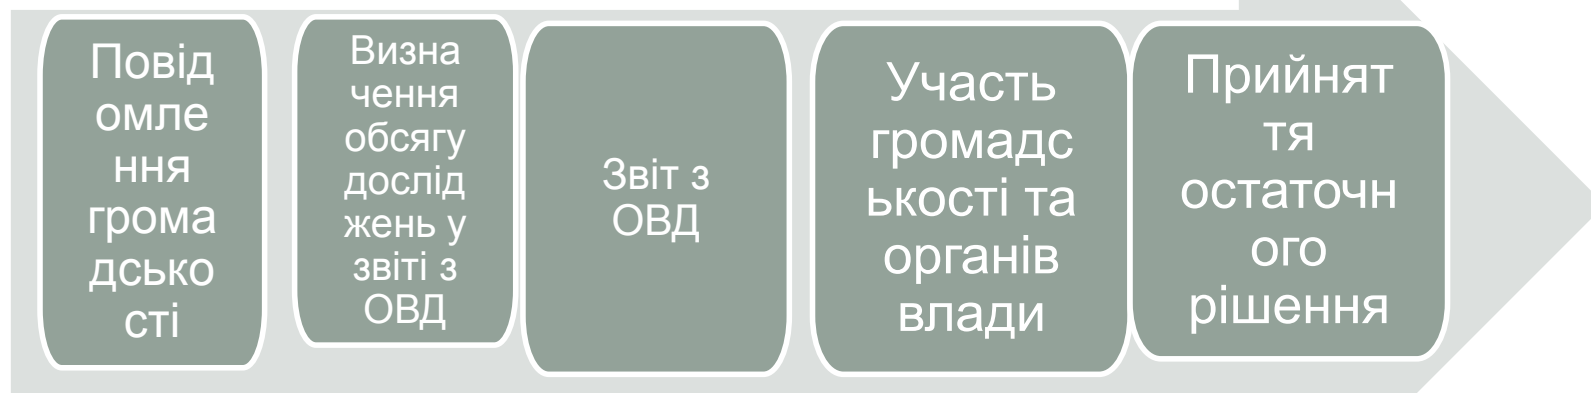 Повід
омле
ння
грома
дсько
сті
Визна
чення
обсягу
дослід
жень у
звіті з
ОВД
Звіт з
ОВД
Участь
громадс
ькості та
органів
влади
Прийнят
тя
остаточн
ого
рішення